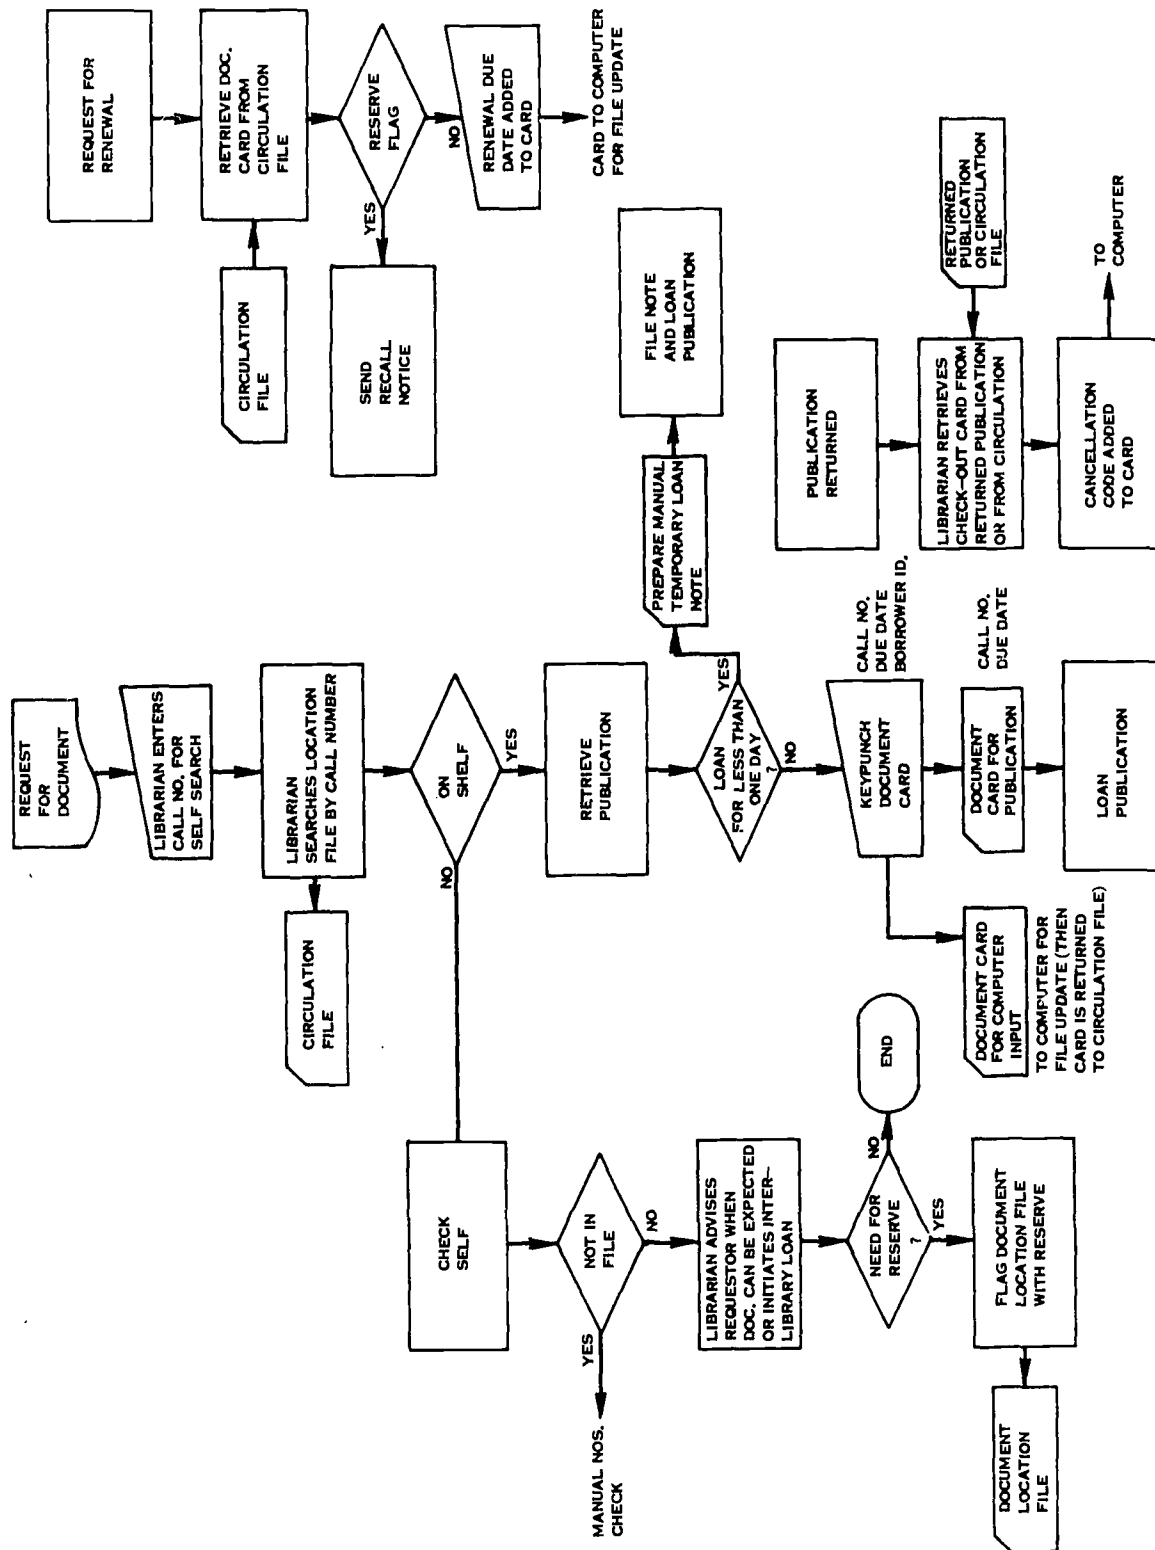 REQUEST
FOR
DOCUMENT
LIBRARIAN ENTERS
CALL NO. FOR
SELF SEARCH
LIBRARIAN
SEARCHES LOCATION
FILE BY CALL NUMBER
CIRCULATION
FILE
ON
SHELF
NO
YES
CHECK
SELF
NOT IN
FILE
YES
MANUAL NOS.
CHECK
NO
LIBRARIAN ADVISES
REQUESTOR WHEN
DOC. CAN BE EXPECTED
OR INITIATES INTER-
LIBRARY LOAN
NEED FOR
RESERVE
?
NO
END
YES
FLAG DOCUMENT
LOCATION FILE
WITH RESERVE
DOCUMENT
LOCATION
FILE
RETRIEVE
PUBLICATION
LOAN
FOR LESS THAN
ONE DAY
?
YES
PREPARE MANUAL
TEMPORARY LOAN
NOTE
FILE NOTE
AND LOAN
PUBLICATION
NO
KEYPUNCH
DOCUMENT
CARD
CALL NO.
DUE DATE
BORROWER ID.
DOCUMENT CARD
FOR COMPUTER
INPUT
TO COMPUTER FOR
FILE UPDATE (THEN
CARD IS RETURNED
TO CIRCULATION FILE)
DOCUMENT
CARD FOR
PUBLICATION
CALL NO.
DUE DATE
LOAN
PUBLICATION
REQUEST FOR
RENEWAL
RETRIEVE DOC.
CARD FROM
CIRCULATION
FILE
CIRCULATION
FILE
RESERVE
FLAG
YES
SEND
RECALL
NOTICE
NO
RENEWAL DUE
DATE ADDED
TO CARD
CARD TO COMPUTER
FOR FILE UPDATE
PUBLICATION
RETURNED
LIBRARIAN RETRIEVES
CHECK-OUT CARD FROM
RETURNED PUBLICATION
OR FROM CIRCULATION
RETURNED
PUBLICATION
OR CIRCULATION
FILE
CANCELLATION
CODE ADDED
TO CARD
TO
COMPUTER